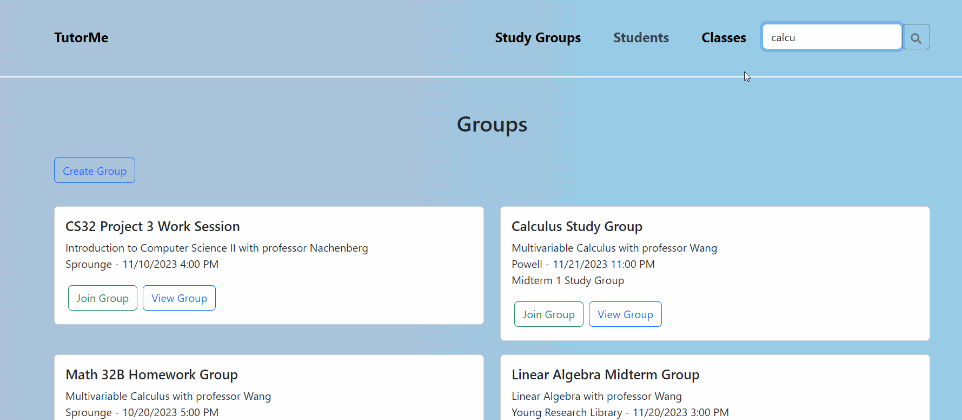 TutorMe
Study Groups
Students
Classes
calcu
Groups
Create Group
CS32 Project 3 Work Session
Introduction to Computer Science II with professor Nachenberg
Sprounge - 11/10/2023 4:00 PM
Join Group
View Group
Calculus Study Group
Multivariable Calculus with professor Wang
Powell - 11/21/2023 11:00 PM
Midterm 1 Study Group
Join Group
View Group
Math 32B Homework Group
Multivariable Calculus with professor Wang
Sprounge - 10/20/2023 5:00 PM
Linear Algebra Midterm Group
Linear Algebra with professor Wang
Young Research Library - 11/20/2023 3:00 PM